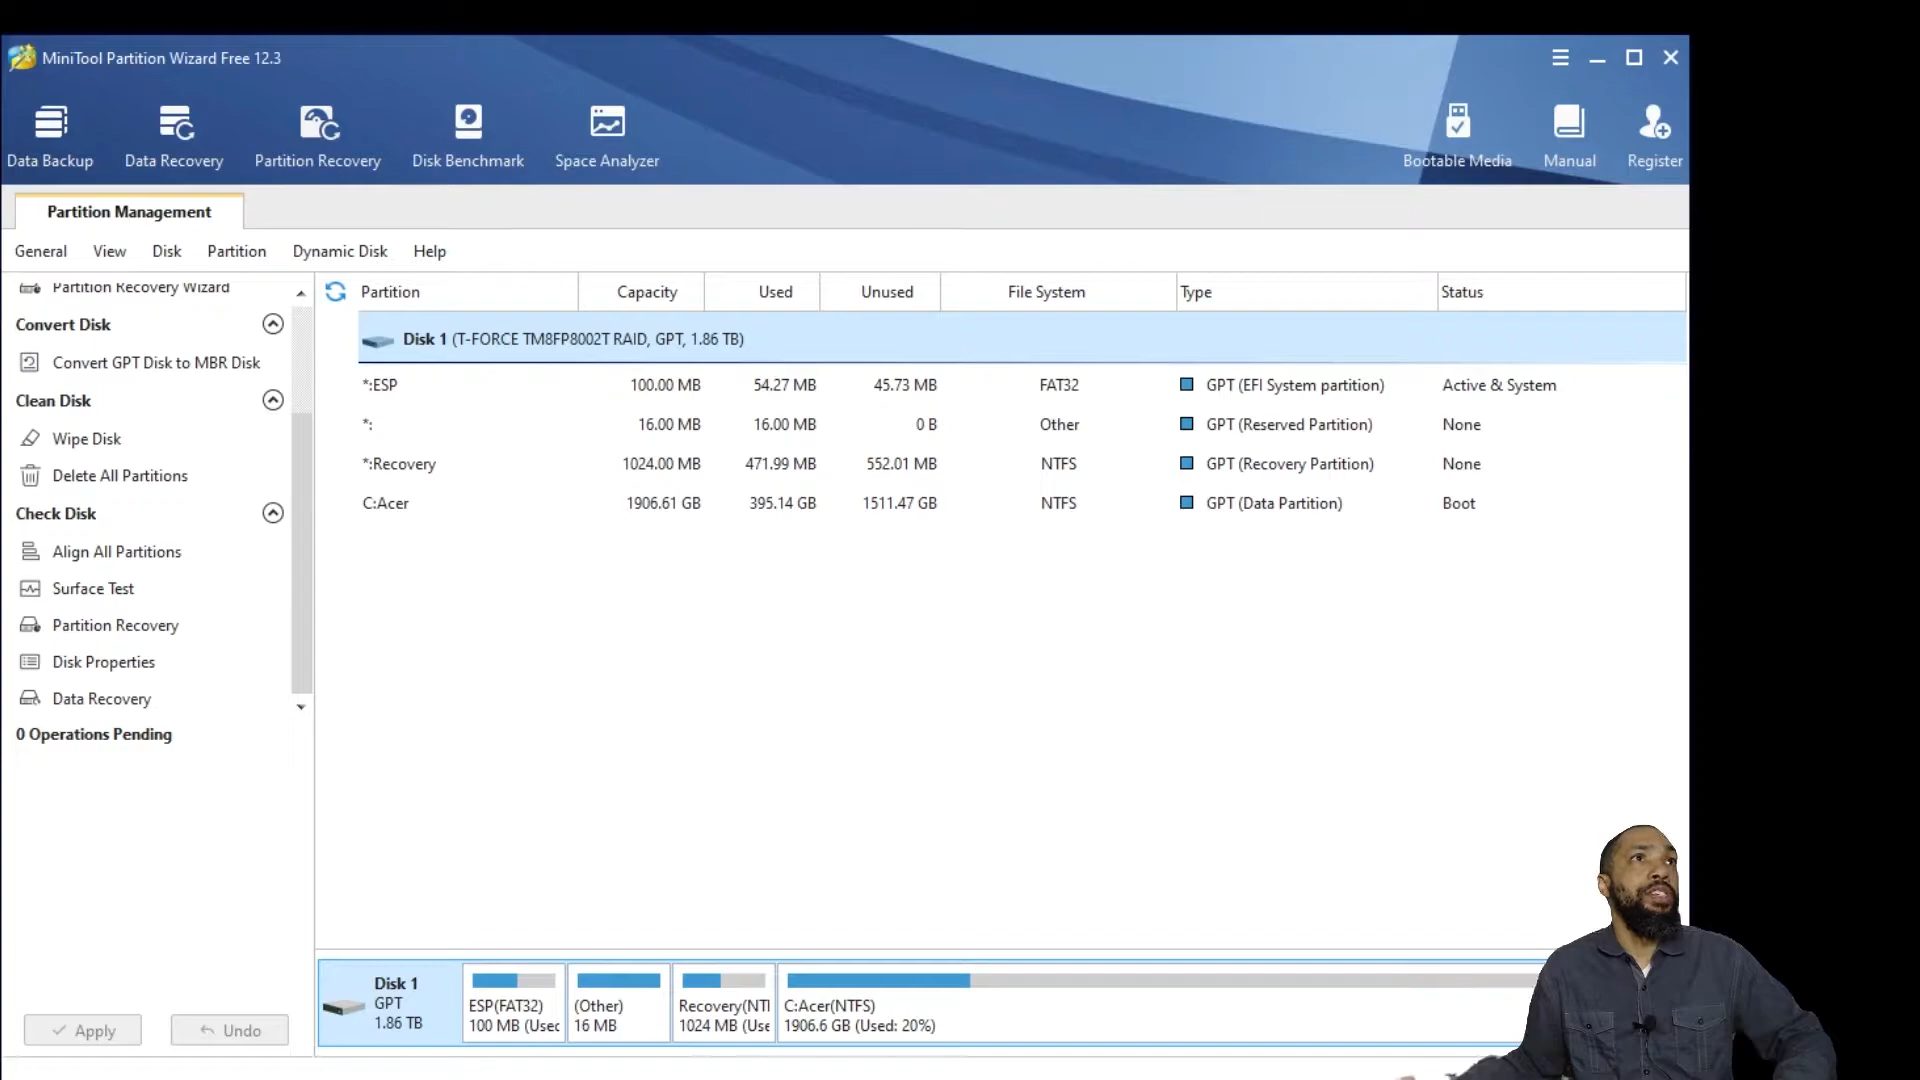 MiniTool Partition Wizard Free 12.3
Data Backup
Data Recovery
Partition Recovery
Disk Benchmark
Space Analyzer
Bootable Media
Manual
Register
Partition Management
General View Disk Partition Dynamic Disk Help
Partition Recovery Wizard
Convert Disk
Convert GPT Disk to MBR Disk
Clean Disk
Wipe Disk
Delete All Partitions
Check Disk
Align All Partitions
Surface Test
Partition Recovery
Disk Properties
Data Recovery
0 Operations Pending
Apply
Undo
Partition Capacity Used Unused File System Type Status
Disk 1 (T-FORCE TM8FP8002T RAID, GPT, 1.86 TB)
*:ESP 100.00 MB 54.27 MB 45.73 MB FAT32 GPT (EFI System partition) Active & System
*: 16.00 MB 16.00 MB 0 B Other GPT (Reserved Partition) None
*:Recovery 1024.00 MB 471.99 MB 552.01 MB NTFS GPT (Recovery Partition) None
C:Acer 1906.61 GB 395.14 GB 1511.47 GB NTFS GPT (Data Partition) Boot
Disk 1
GPT
1.86 TB
ESP(FAT32)
100 MB (Usec
(Other)
16 MB
Recovery(NTI
1024 MB (Use
C:Acer(NTFS)
1906.6 GB (Used: 20%)